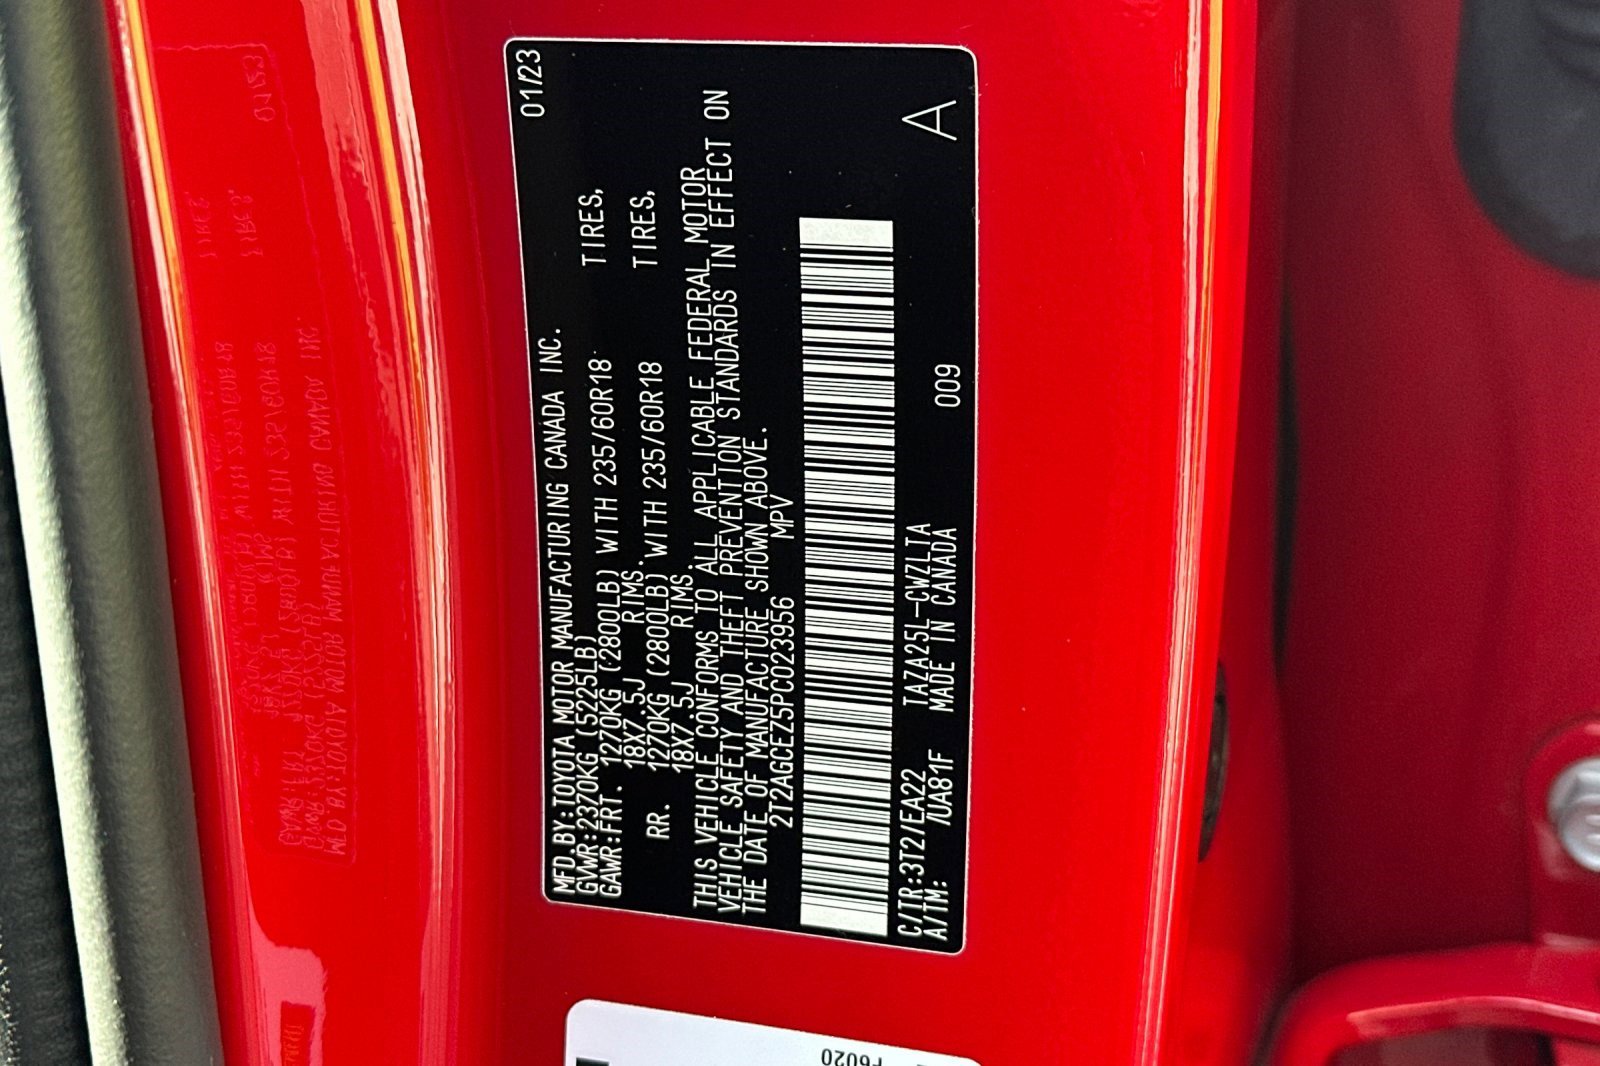 01/23
MFD.BY:TOYOTA MOTOR MANUFACTURING CANADA INC.
GVWR:2370KG (5225LB)
GAWR:FRT. 1270KG (2800LB) WITH 235/60R18 TIRES,
18X7.5J RIMS.
RR. 1270KG (2800LB) WITH 235/60R18 TIRES,
18X7.5J RIMS.
THIS VEHICLE CONFORMS TO ALL APPLICABLE FEDERAL MOTOR
VEHICLE SAFETY AND THEFT PREVENTION STANDARDS IN EFFECT ON
THE DATE OF MANUFACTURE SHOWN ABOVE.
2T2AGCEZ5PC023956 MPV
C/TR:3T2/EA22 TAZA25L-CWZLTA A
A/TM: /UA81F MADE IN CANADA 009